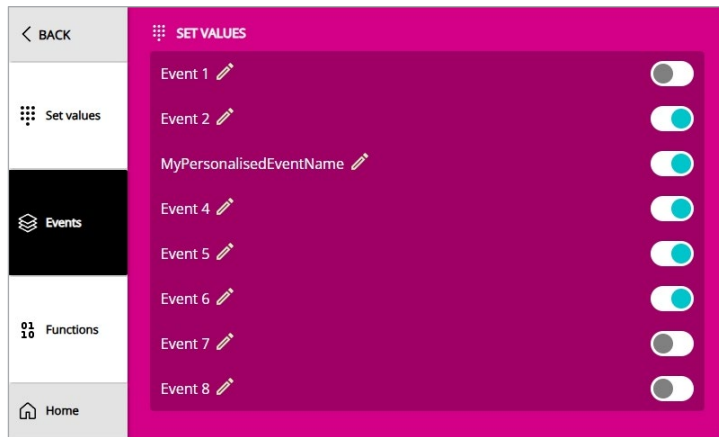 BACK
SET VALUES
Event 1
Set values
Event 2
MyPersonalisedEventName
Event 4
Events
Event 5
Event 6
Functions
Event 7
Event 8
Home